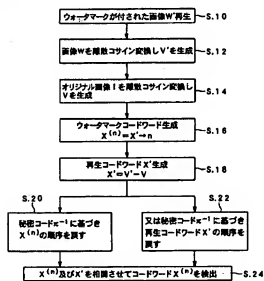 ウォータマークが付された画像W'再生
S.10
画像Wを離散コサイン変換しV'を生成
S.12
オリジナル画像Iを離散コサイン変換し
Vを生成
S.14
ウォータマークコードワード生成
X(n)=X'→n
S.16
再生コードワードX'生成
X'=V'-V
S.18
S.20
S.22
秘密コードπ-1に基づき
X(n)の順序を
戻す
又は秘密コードπ-1に基づき
再生コードワードX'の順序を
戻す
X(n)及びX'を相関させてコードワードX(n)を検出
S.24